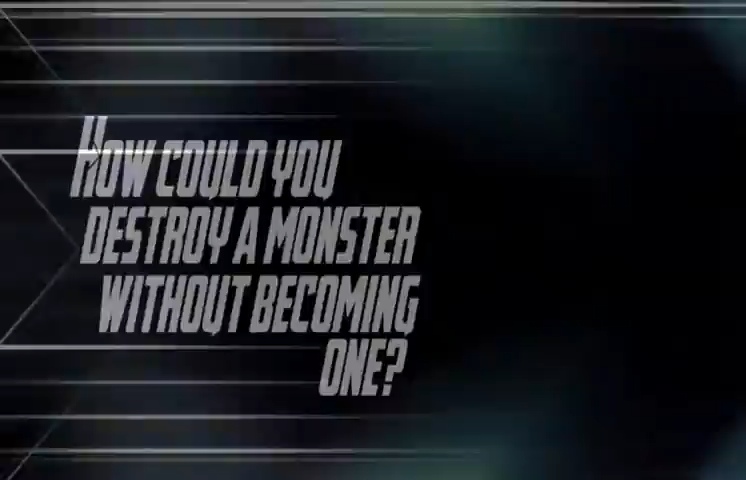 HOW COULD YOU
DESTROY A MONSTER
WITHOUT BECOMING
ONE?